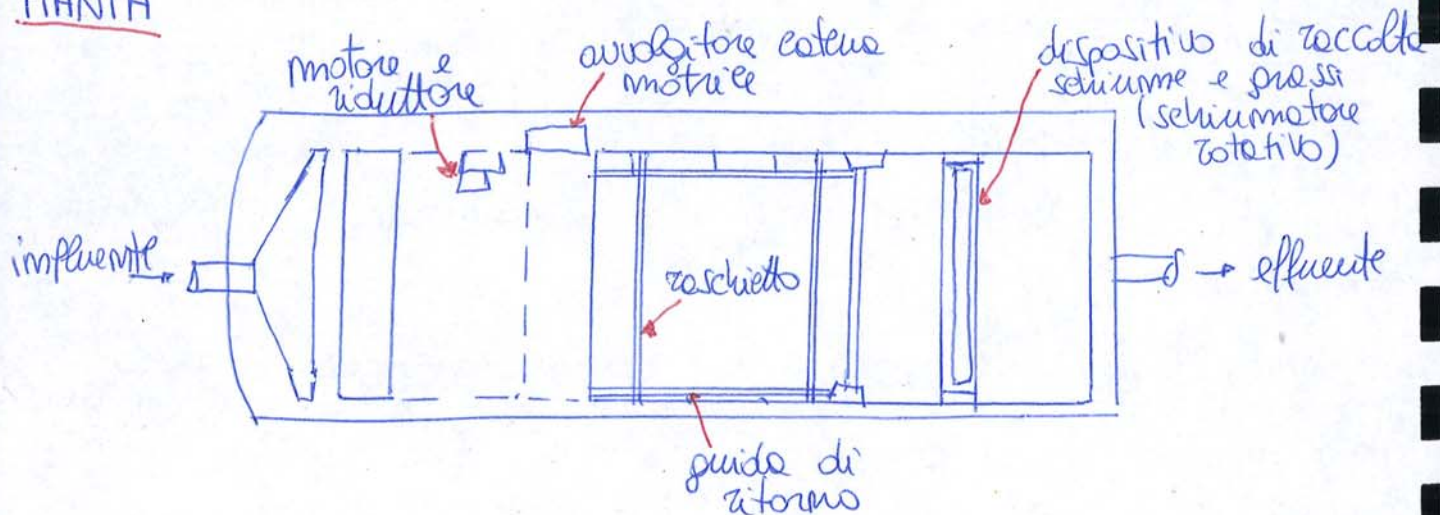 PIANTA
motore e
riduttore
avvolgitore catena
motrice
dispositivo di raccolta
schiume e grassi
(schiumatore
rotativo)
influente
raschietto
effluente
guida di
ritorno